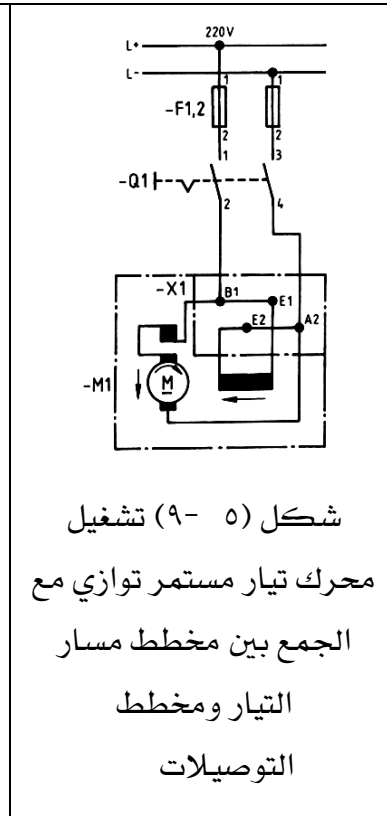 220V
L+
L-
1 1
-F1,2
2 2
1 3
-Q1
2 4
-X1 B1 E1
E2 A2
-M1 M
شكل (٥ -٩) تشغيل
محرك تيار مستمر توازي مع
الجمع بين مخطط مسار
التيار ومخطط
التوصيلات